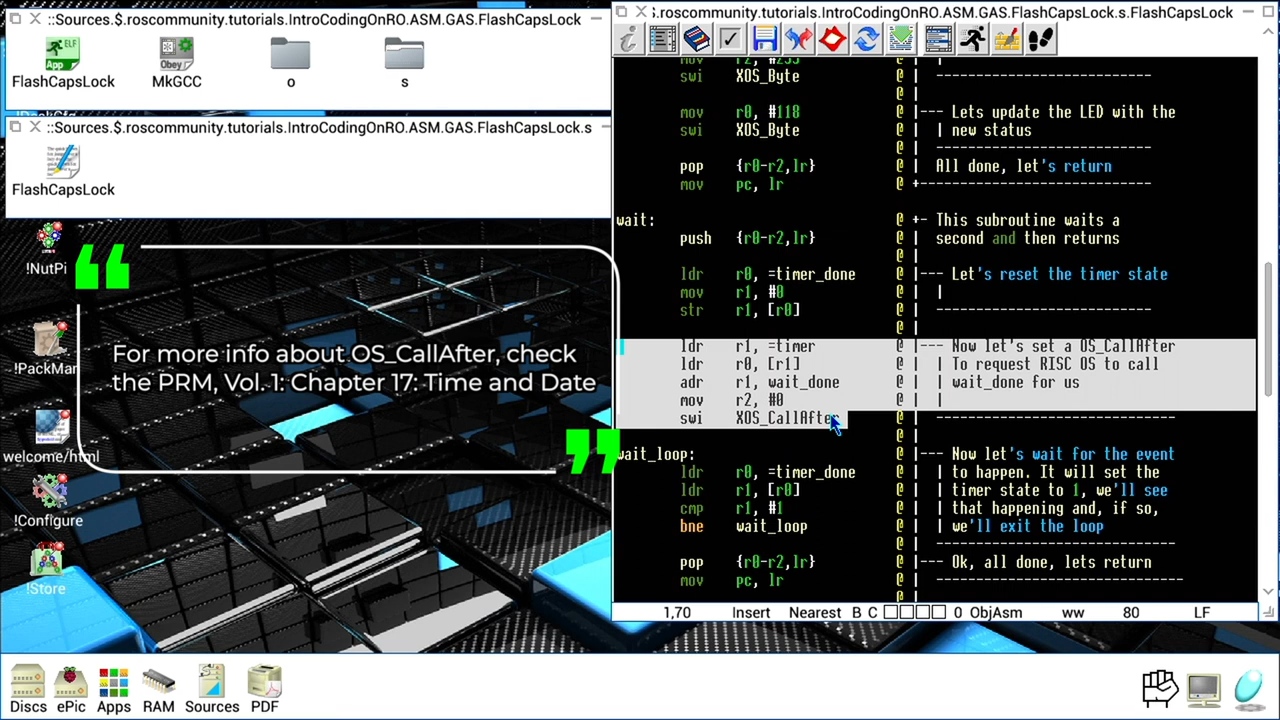 ::Sources.$.roscommunity.tutorials.IntroCodingOnRO.ASM.GAS.FlashCapsLock
FlashCapsLock
MkGCC
o
s
::Sources.$.roscommunity.tutorials.IntroCodingOnRO.ASM.GAS.FlashCapsLock.s
FlashCapsLock
!NutPi
!PackMan
welcome/html
!Configure
!Store
For more info about OS_CallAfter, check
the PRM, Vol. 1: Chapter 17: Time and Date
.roscommunity.tutorials.IntroCodingOnRO.ASM.GAS.FlashCapsLock.s.FlashCapsLock
mov r2, #255 @ |
swi XOS_Byte @ | ---------------------------
@ |
mov r0, #118 @ |--- Lets update the LED with the
swi XOS_Byte @ | | new status
@ | ---------------------------
pop {r0-r2,lr} @ | All done, let's return
mov pc, lr @ +-----------------------------
wait: @ +- This subroutine waits a
push {r0-r2,lr} @ | second and then returns
@ |
ldr r0, =timer_done @ |--- Let's reset the timer state
mov r1, #0 @ | |
str r1, [r0] @ | -----------------------------
@ |
ldr r1, =timer @ |--- Now let's set a OS_CallAfter
ldr r0, [r1] @ | | To request RISC OS to call
adr r1, wait_done @ | | wait_done for us
mov r2, #0 @ | |
swi XOS_CallAfter @ | ------------------------------
@ |
wait_loop: @ |--- Now let's wait for the event
ldr r0, =timer_done @ | | to happen. It will set the
ldr r1, [r0] @ | | timer state to 1, we'll see
cmp r1, #1 @ | | that happening and, if so,
bne wait_loop @ | | we'll exit the loop
@ | ------------------------------
pop {r0-r2,lr} @ |--- Ok, all done, lets return
mov pc, lr @ | -------------------------------
@ |
1,70 Insert Nearest B C 0 ObjAsm ww 80 LF
Discs
ePic
Apps
RAM
Sources
PDF